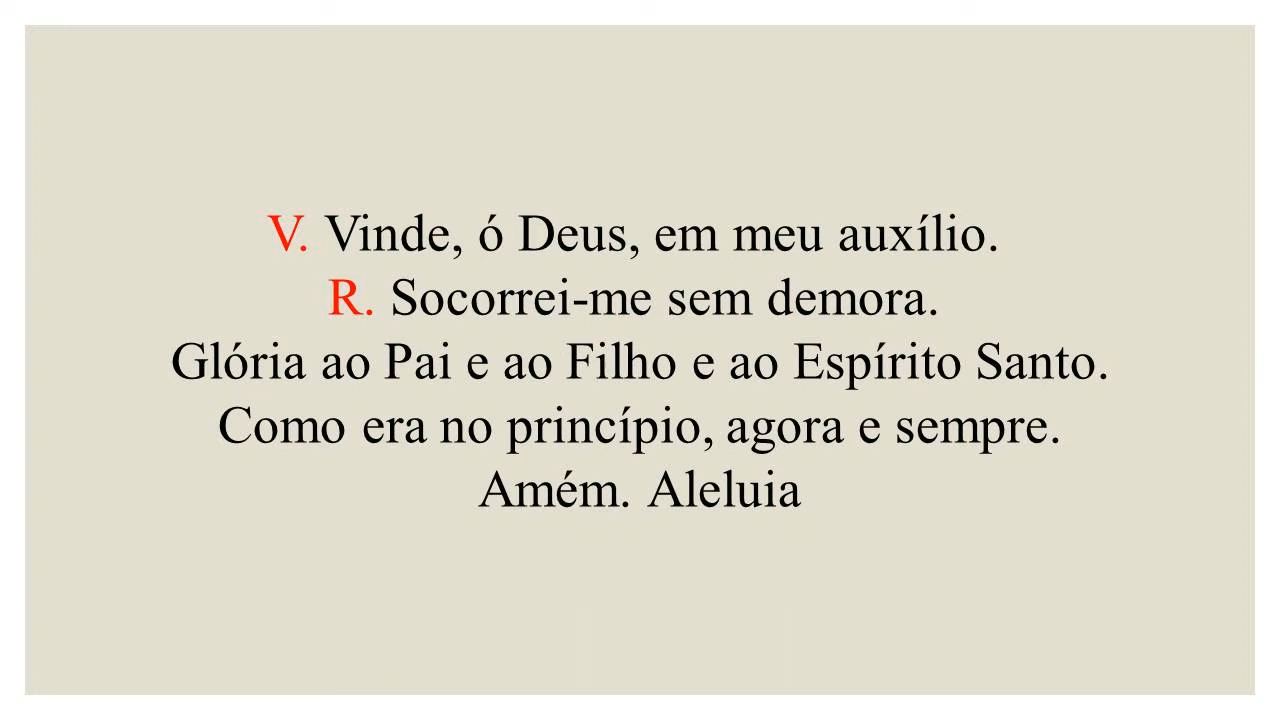 V. Vinde, ó Deus, em meu auxílio.
R. Socorrei-me sem demora.
Glória ao Pai e ao Filho e ao Espírito Santo.
Como era no princípio, agora e sempre.
Amém. Aleluia